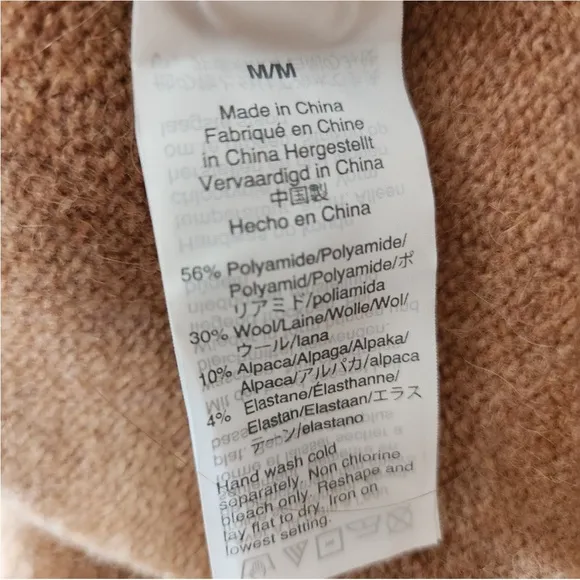 M/M
Made in China
Fabriqué en Chine
in China Hergestellt
Vervaardigd in China
中国製
Hecho en China
56% Polyamide/Polyamide/
Polyamid/Polyamide/ポ
リアミド/poliamida
30% Wool/Laine/Wolle/Wol/
ウール/lana
10% Alpaca/Alpaga/Alpaka/
Alpaca/アルパカ/alpaca
4% Elastane/Élasthanne/
Elastan/Elastaan/エラス
ターン/elastano
Hand wash cold
separately. Non chlorine
bleach only. Reshape and
lay flat to dry. Iron on
lowest setting.